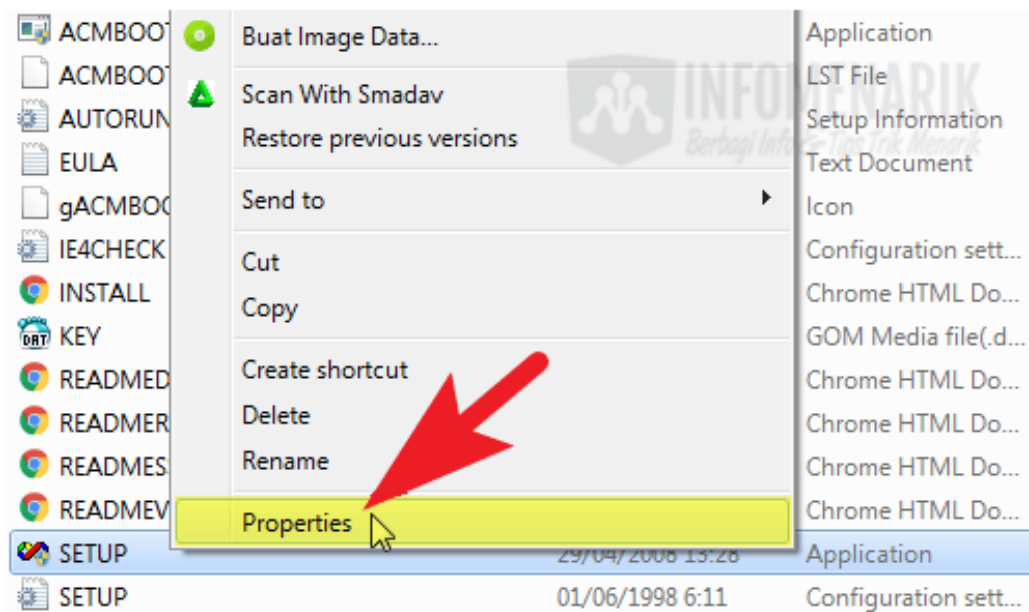 ACMBOO
Buat Image Data...
Application
ACMBOO
LST File
Scan With Smadav
INFOMENARIK
AUTORUN
Setup Information
Restore previous versions
Berbagi Info & Tips Trik Menarik
EULA
Text Document
gACMBOO
Send to
Icon
IE4CHECK
Cut
Configuration sett...
INSTALL
Copy
Chrome HTML Do...
DAT KEY
GOM Media file(.d...
READMED
Create shortcut
Chrome HTML Do...
READMER
Delete
Chrome HTML Do...
READMES
Rename
Chrome HTML Do...
READMEV
Properties
Chrome HTML Do...
SETUP 29/04/2008 13:28 Application
SETUP 01/06/1998 6:11 Configuration sett...